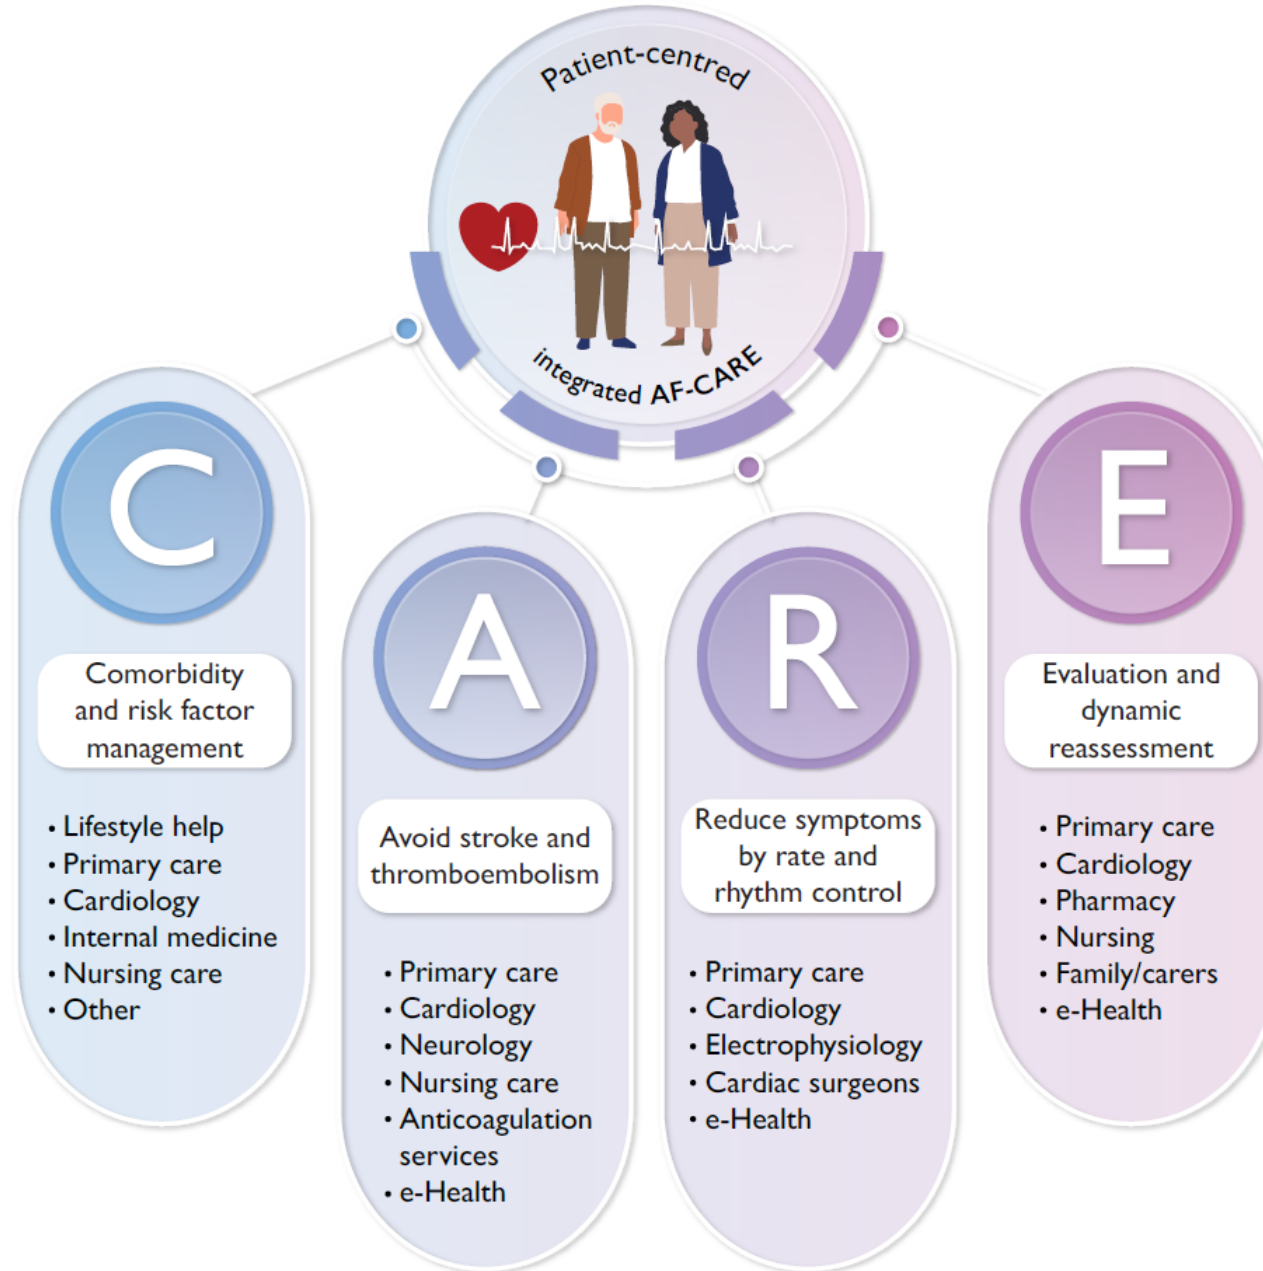 Patient-centred
integrated AF-CARE
C
Comorbidity
and risk factor
management
• Lifestyle help
• Primary care
• Cardiology
• Internal medicine
• Nursing care
• Other
A
Avoid stroke and
thromboembolism
• Primary care
• Cardiology
• Neurology
• Nursing care
• Anticoagulation
services
• e-Health
R
Reduce symptoms
by rate and
rhythm control
• Primary care
• Cardiology
• Electrophysiology
• Cardiac surgeons
• e-Health
E
Evaluation and
dynamic
reassessment
• Primary care
• Cardiology
• Pharmacy
• Nursing
• Family/carers
• e-Health